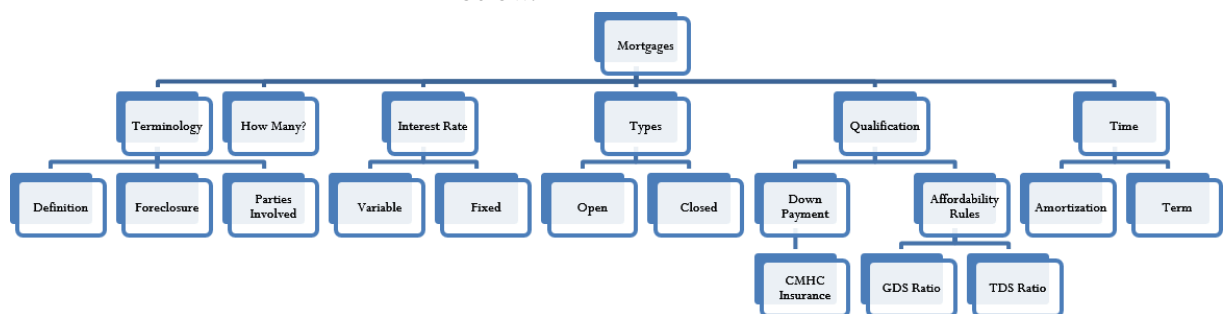 Mortgages
Terminology
How Many?
Interest Rate
Types
Qualification
Time
Definition
Foreclosure
Parties
Involved
Variable
Fixed
Open
Closed
Down
Payment
Affordability
Rules
Amortization
Term
CMHC
Insurance
GDS Ratio
TDS Ratio